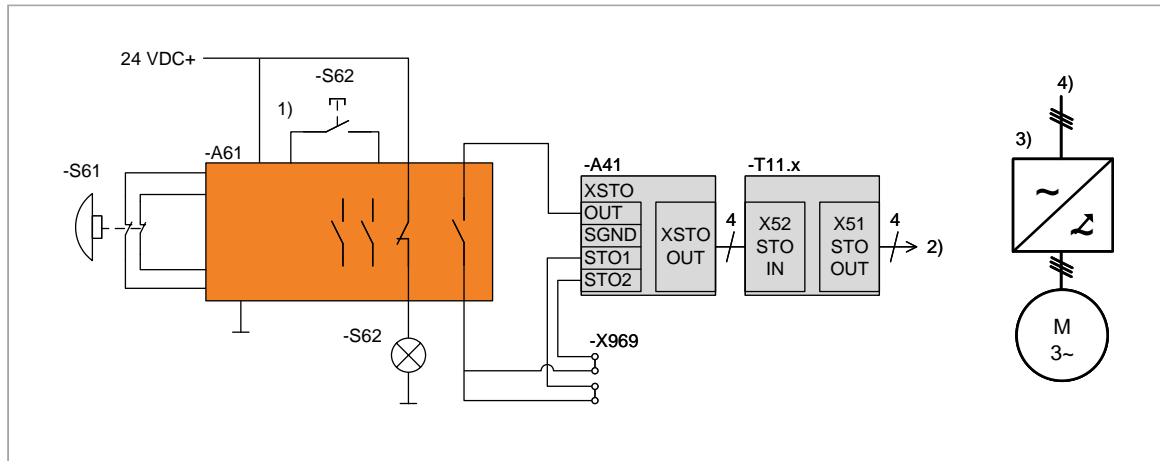 24 VDC+
-S62
1)
-A61
-S61
-S62
-A41
XSTO
OUT
SGND
STO1
STO2
XSTO
OUT
4
-T11.x
X52
STO
IN
X51
STO
OUT
4
2)
-X969
4)
3)
M
3~